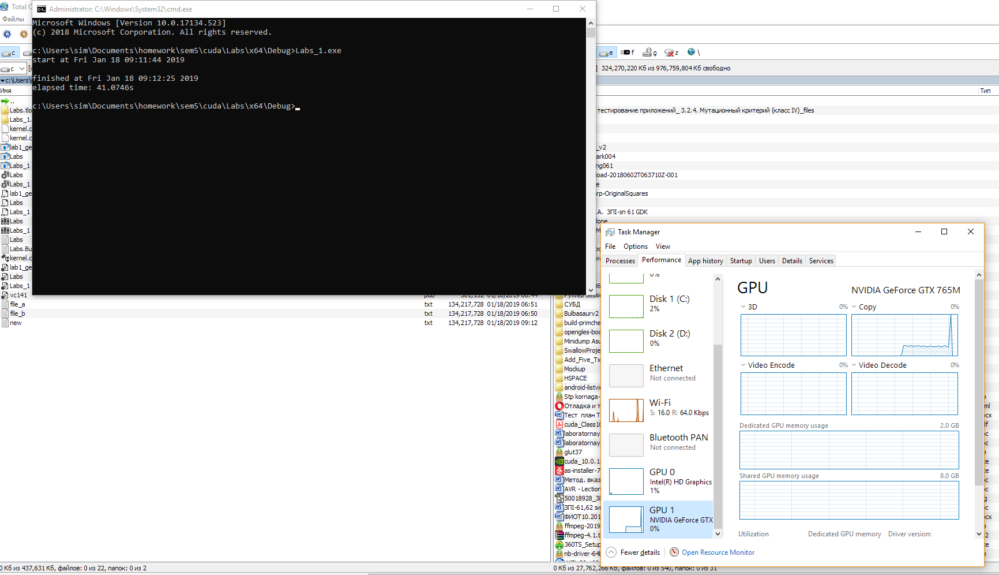 Total C
Файлы
Administrator: C:\Windows\System32\cmd.exe
Microsoft Windows [Version 10.0.17134.523]
(c) 2018 Microsoft Corporation. All rights reserved.
c:\Users\sim\Documents\homework\sem5\cuda\Labs\x64\Debug>Labs_1.exe
start at Fri Jan 18 09:11:44 2019
finished at Fri Jan 18 09:12:25 2019
elapsed time: 41.0746s
c:\Users\sim\Documents\homework\sem5\cuda\Labs\x64\Debug>
c
c
c:\Users
Имя
..
Labs.tlo
Labs_1.
kernel.c
kernel.c
lab1_ge
Labs
Labs_1
Labs
Labs_1
lab1_ge
Labs
Labs_1
Labs
Labs_1
Labs
Labs.Bu
kernel.c
lab1_ge
Labs
Labs_1
vc141
file_a txt 134,217,728 01/18/2019 06:51
file_b txt 134,217,728 01/18/2019 06:50
new txt 134,217,728 01/18/2019 09:12
0 Кб из 437,631 Кб, файлов: 0 из 22, папок: 0 из 2
e f g z \
324,270,220 Кб из 976,759,804 Кб свободно
Тип
тестирование приложений_ 3.2.4. Мутационный критерий (класс IV)_files
_v2
ark004
ng061
load-20180602T063710Z-001
e
rp-OriginalSquares
.А. ЗПІ-зп 61 GDK
done
PyWeb Sessi
СУБД
Bulbasaurv2
build-primche
opengles-boo
Minidump Asu
SwallowProje
Add_Five_Tx
Mockup
HSPACE
android-listvi
Stp kornaga-
Отладка и т
Тест план Т
cuda_Class10
laboratornay
laboratornay
glut37
cuda_10.0.1
as-installer-7
Метод. вказ
AVR - Lection
50018928_38
ЗПІ-61,62 зи
ФИОТ10.201
ffmpeg-2019
ffmpeg-4.1.t
360TS_Setup
nb-driver-64b
0 Кб из 27,762,266 Кб, файлов: 0 из 540, папок: 0 из 31
Task Manager
File Options View
Processes Performance App history Startup Users Details Services
0%
Disk 1 (C:)
2%
Disk 2 (D:)
0%
Ethernet
Not connected
Wi-Fi
S: 16.0 R: 64.0 Kbps
Bluetooth PAN
Not connected
GPU 0
Intel(R) HD Graphics
1%
GPU 1
NVIDIA GeForce GTX
0%
GPU NVIDIA GeForce GTX 765M
3D 0% Copy 0%
Video Encode 0% Video Decode 0%
Dedicated GPU memory usage 2.0 GB
Shared GPU memory usage 8.0 GB
Utilization Dedicated GPU memory Driver version:
Fewer details Open Resource Monitor